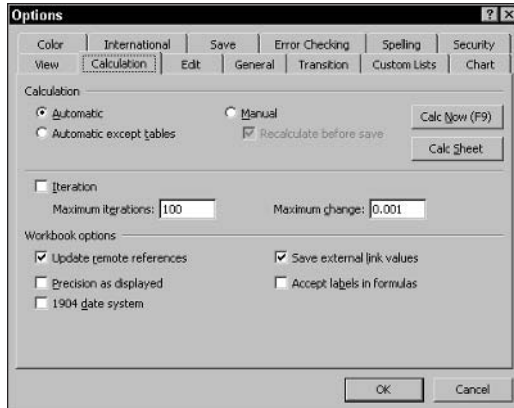 Options
Color International Save Error Checking Spelling Security
View Calculation Edit General Transition Custom Lists Chart
Calculation
Automatic Manual Calc Now (F9)
Automatic except tables Recalculate before save
Calc Sheet
Iteration
Maximum iterations: 100 Maximum change: 0.001
Workbook options
Update remote references Save external link values
Precision as displayed Accept labels in formulas
1904 date system
OK Cancel